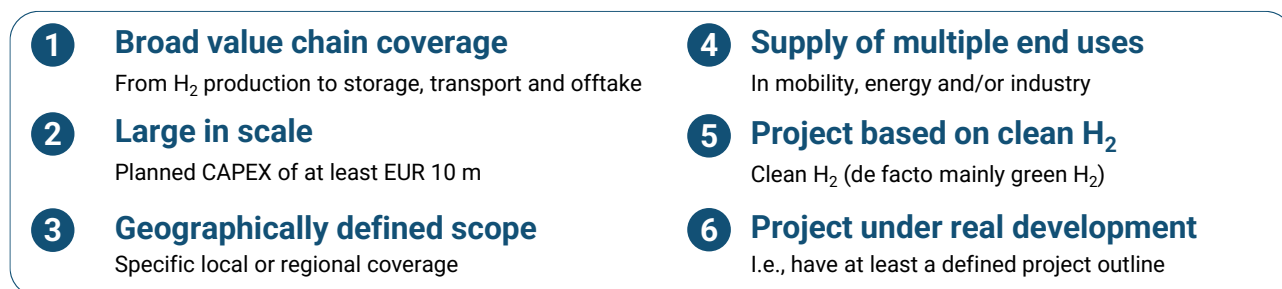 1 Broad value chain coverage
From H₂ production to storage, transport and offtake
2 Large in scale
Planned CAPEX of at least EUR 10 m
3 Geographically defined scope
Specific local or regional coverage
4 Supply of multiple end uses
In mobility, energy and/or industry
5 Project based on clean H₂
Clean H₂ (de facto mainly green H₂)
6 Project under real development
I.e., have at least a defined project outline